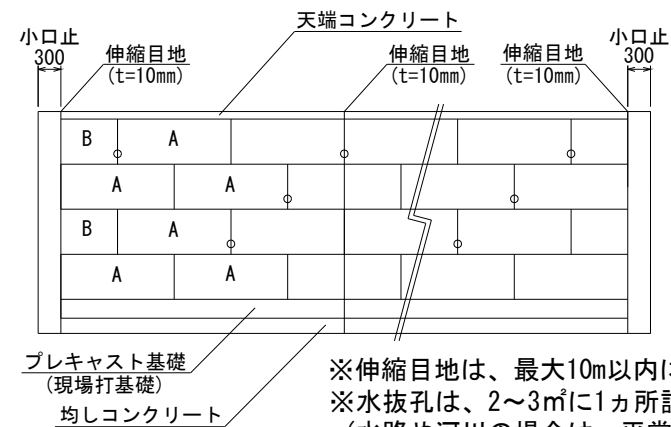 天端コンクリート
小口止
300
伸縮目地
(t=10mm)
伸縮目地
(t=10mm)
伸縮目地
(t=10mm)
小口止
300
B
A
A
A
B
A
A
A
プレキャスト基礎
(現場打基礎)
均しコンクリート
※伸縮目地は、最大10m以内に
※水抜孔は、2～3㎡に1ヵ所